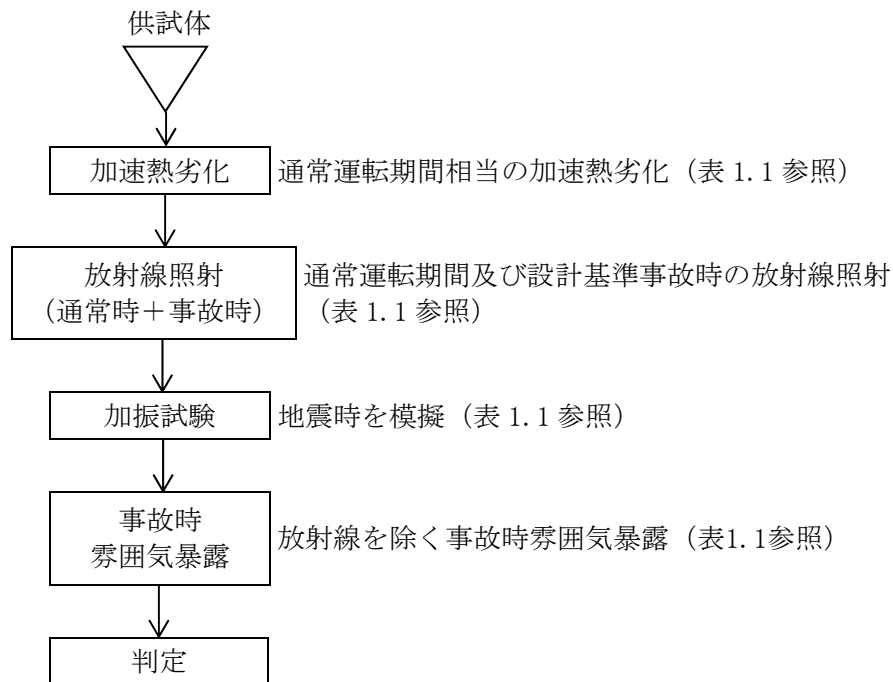 供試体
加速熱劣化
通常運転期間相当の加速熱劣化（表 1.1 参照）
放射線照射
（通常時＋事故時）
通常運転期間及び設計基準事故時の放射線照射
（表 1.1 参照）
加振試験
地震時を模擬（表 1.1 参照）
事故時
雰囲気暴露
放射線を除く事故時雰囲気暴露（表1.1参照）
判定